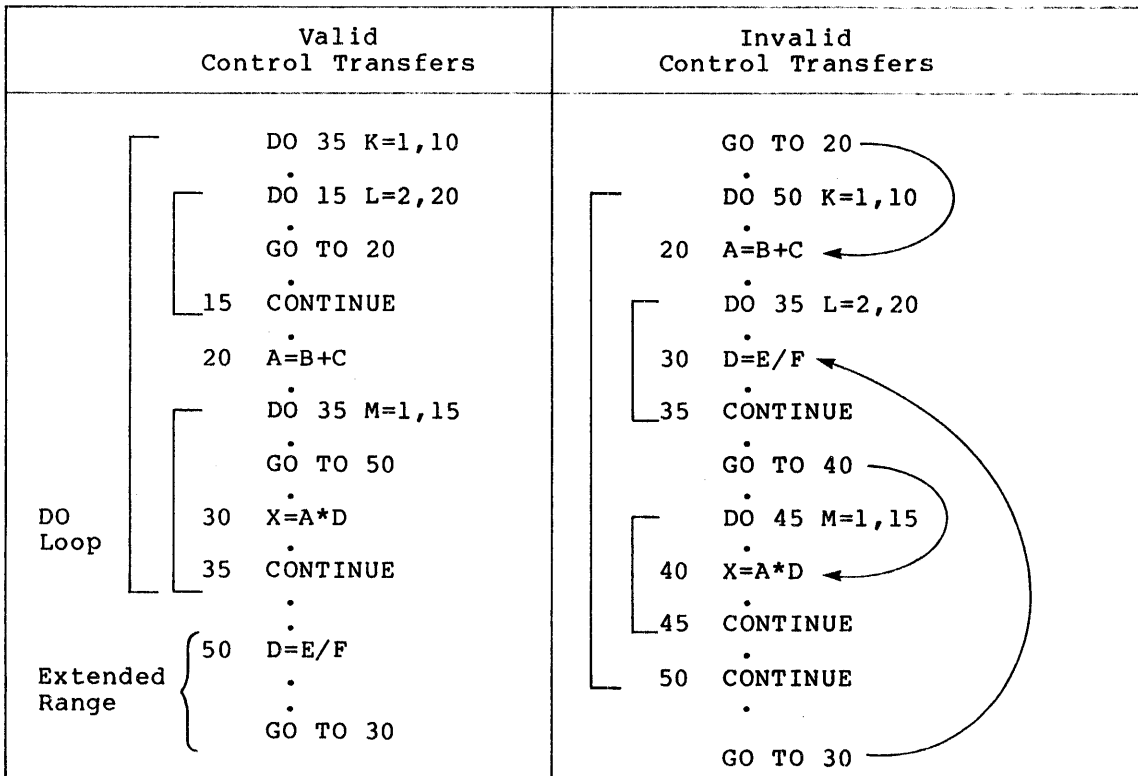 Valid
Control Transfers
DO 35 K=1,10
.
DO 15 L=2,20
.
GO TO 20
.
15 CONTINUE
.
20 A=B+C
.
DO 35 M=1,15
.
GO TO 50
.
30 X=A*D
.
35 CONTINUE
.
.
50 D=E/F
.
.
GO TO 30
DO
Loop
Extended
Range
Invalid
Control Transfers
GO TO 20
.
DO 50 K=1,10
.
20 A=B+C
.
DO 35 L=2,20
.
30 D=E/F
.
35 CONTINUE
.
GO TO 40
.
DO 45 M=1,15
.
40 X=A*D
.
45 CONTINUE
.
50 CONTINUE
.
GO TO 30